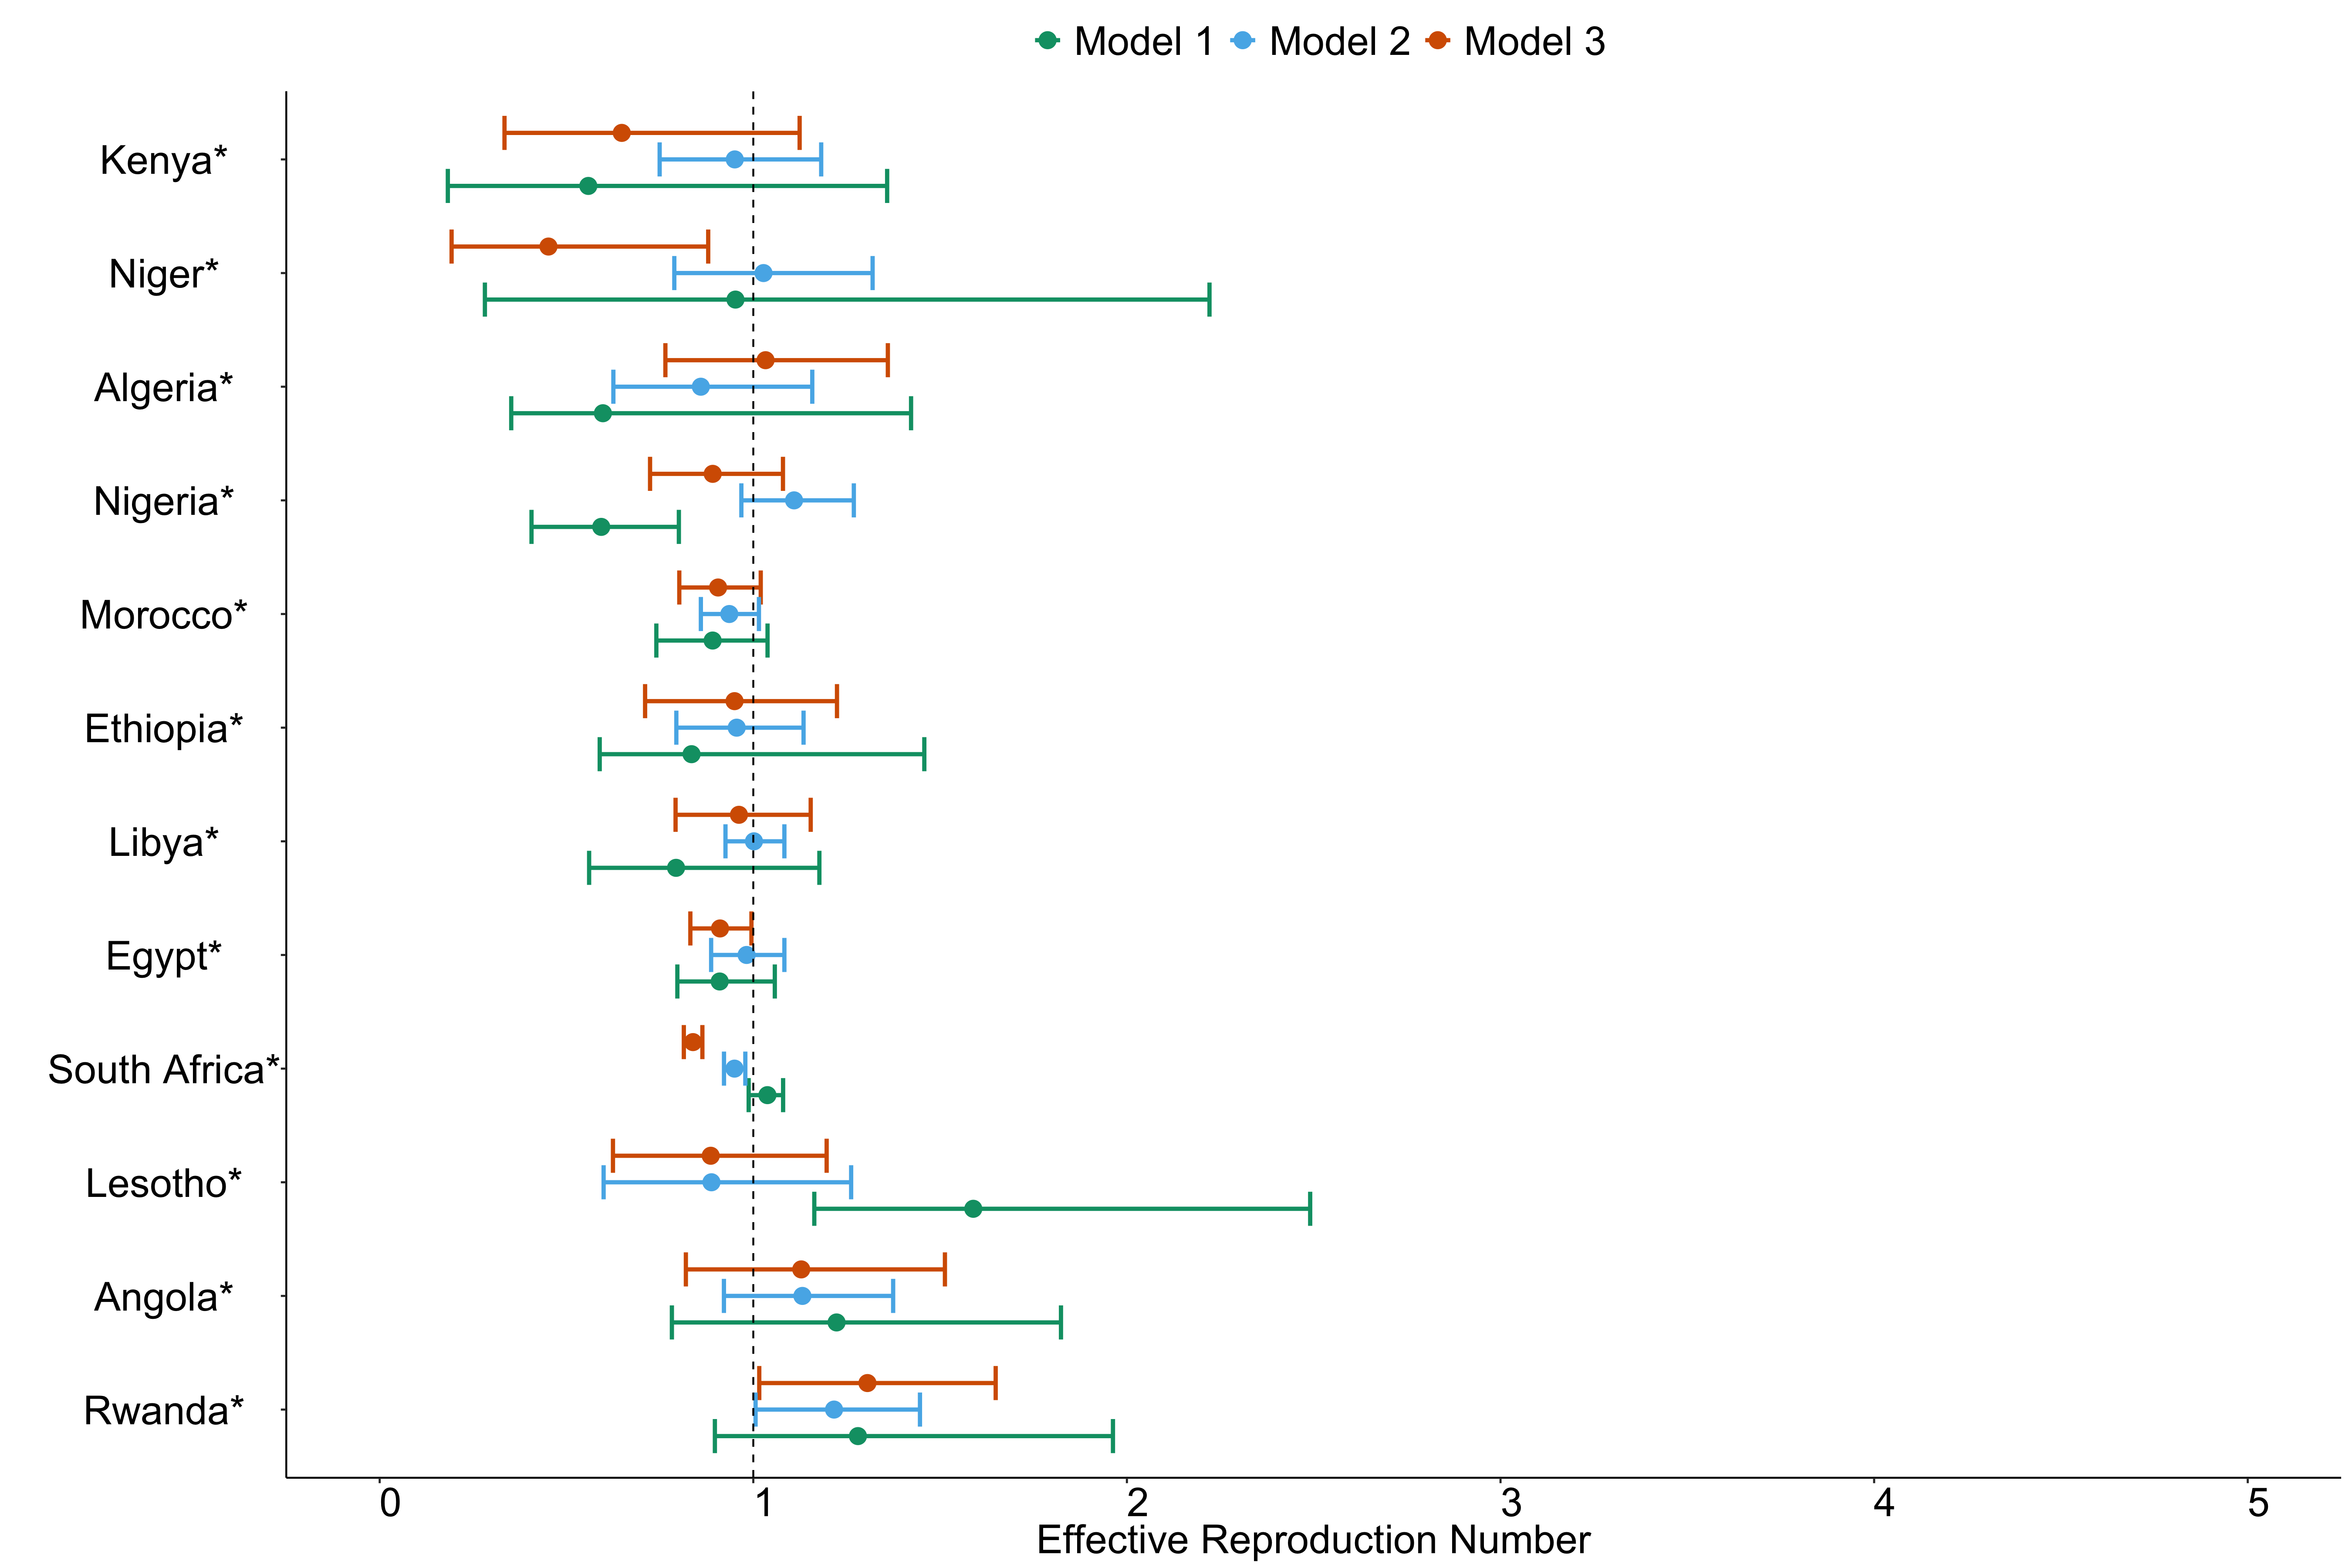 Model 1 Model 2 Model 3
Kenya*
Niger*
Algeria*
Nigeria*
Morocco*
Ethiopia*
Libya*
Egypt*
South Africa*
Lesotho*
Angola*
Rwanda*
0 1 2 3 4 5
Effective Reproduction Number